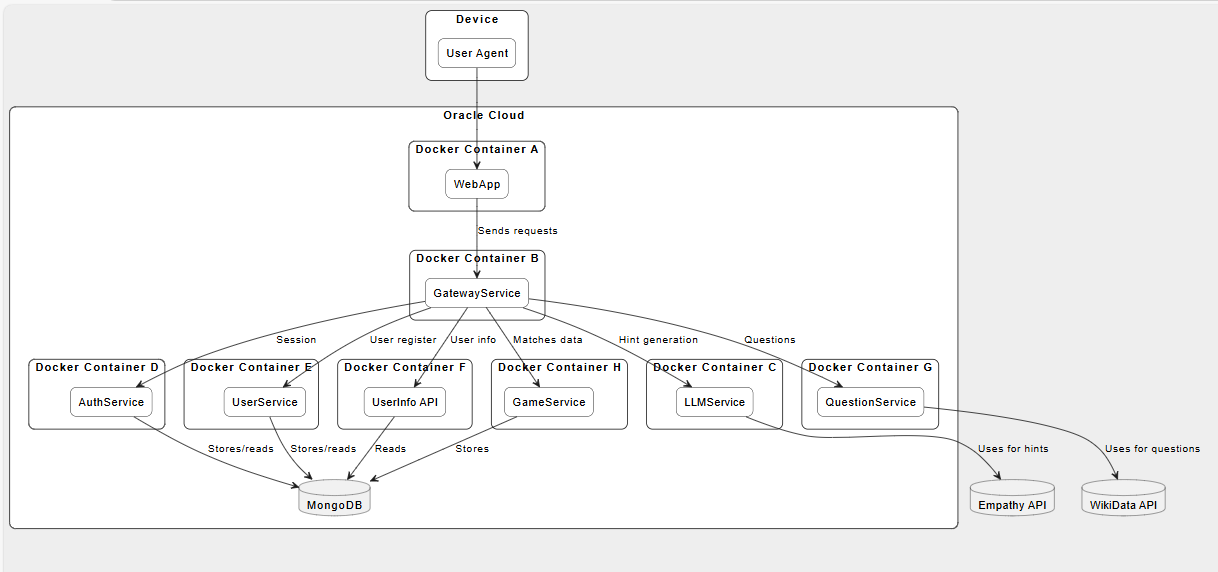 Device
User Agent
Oracle Cloud
Docker Container A
WebApp
Sends requests
Docker Container B
GatewayService
Session
User register
User info
Matches data
Hint generation
Questions
Docker Container D
Docker Container E
Docker Container F
Docker Container H
Docker Container C
Docker Container G
AuthService
UserService
UserInfo API
GameService
LLMService
QuestionService
Stores/reads
Stores/reads
Reads
Stores
Uses for hints
Uses for questions
MongoDB
Empathy API
WikiData API